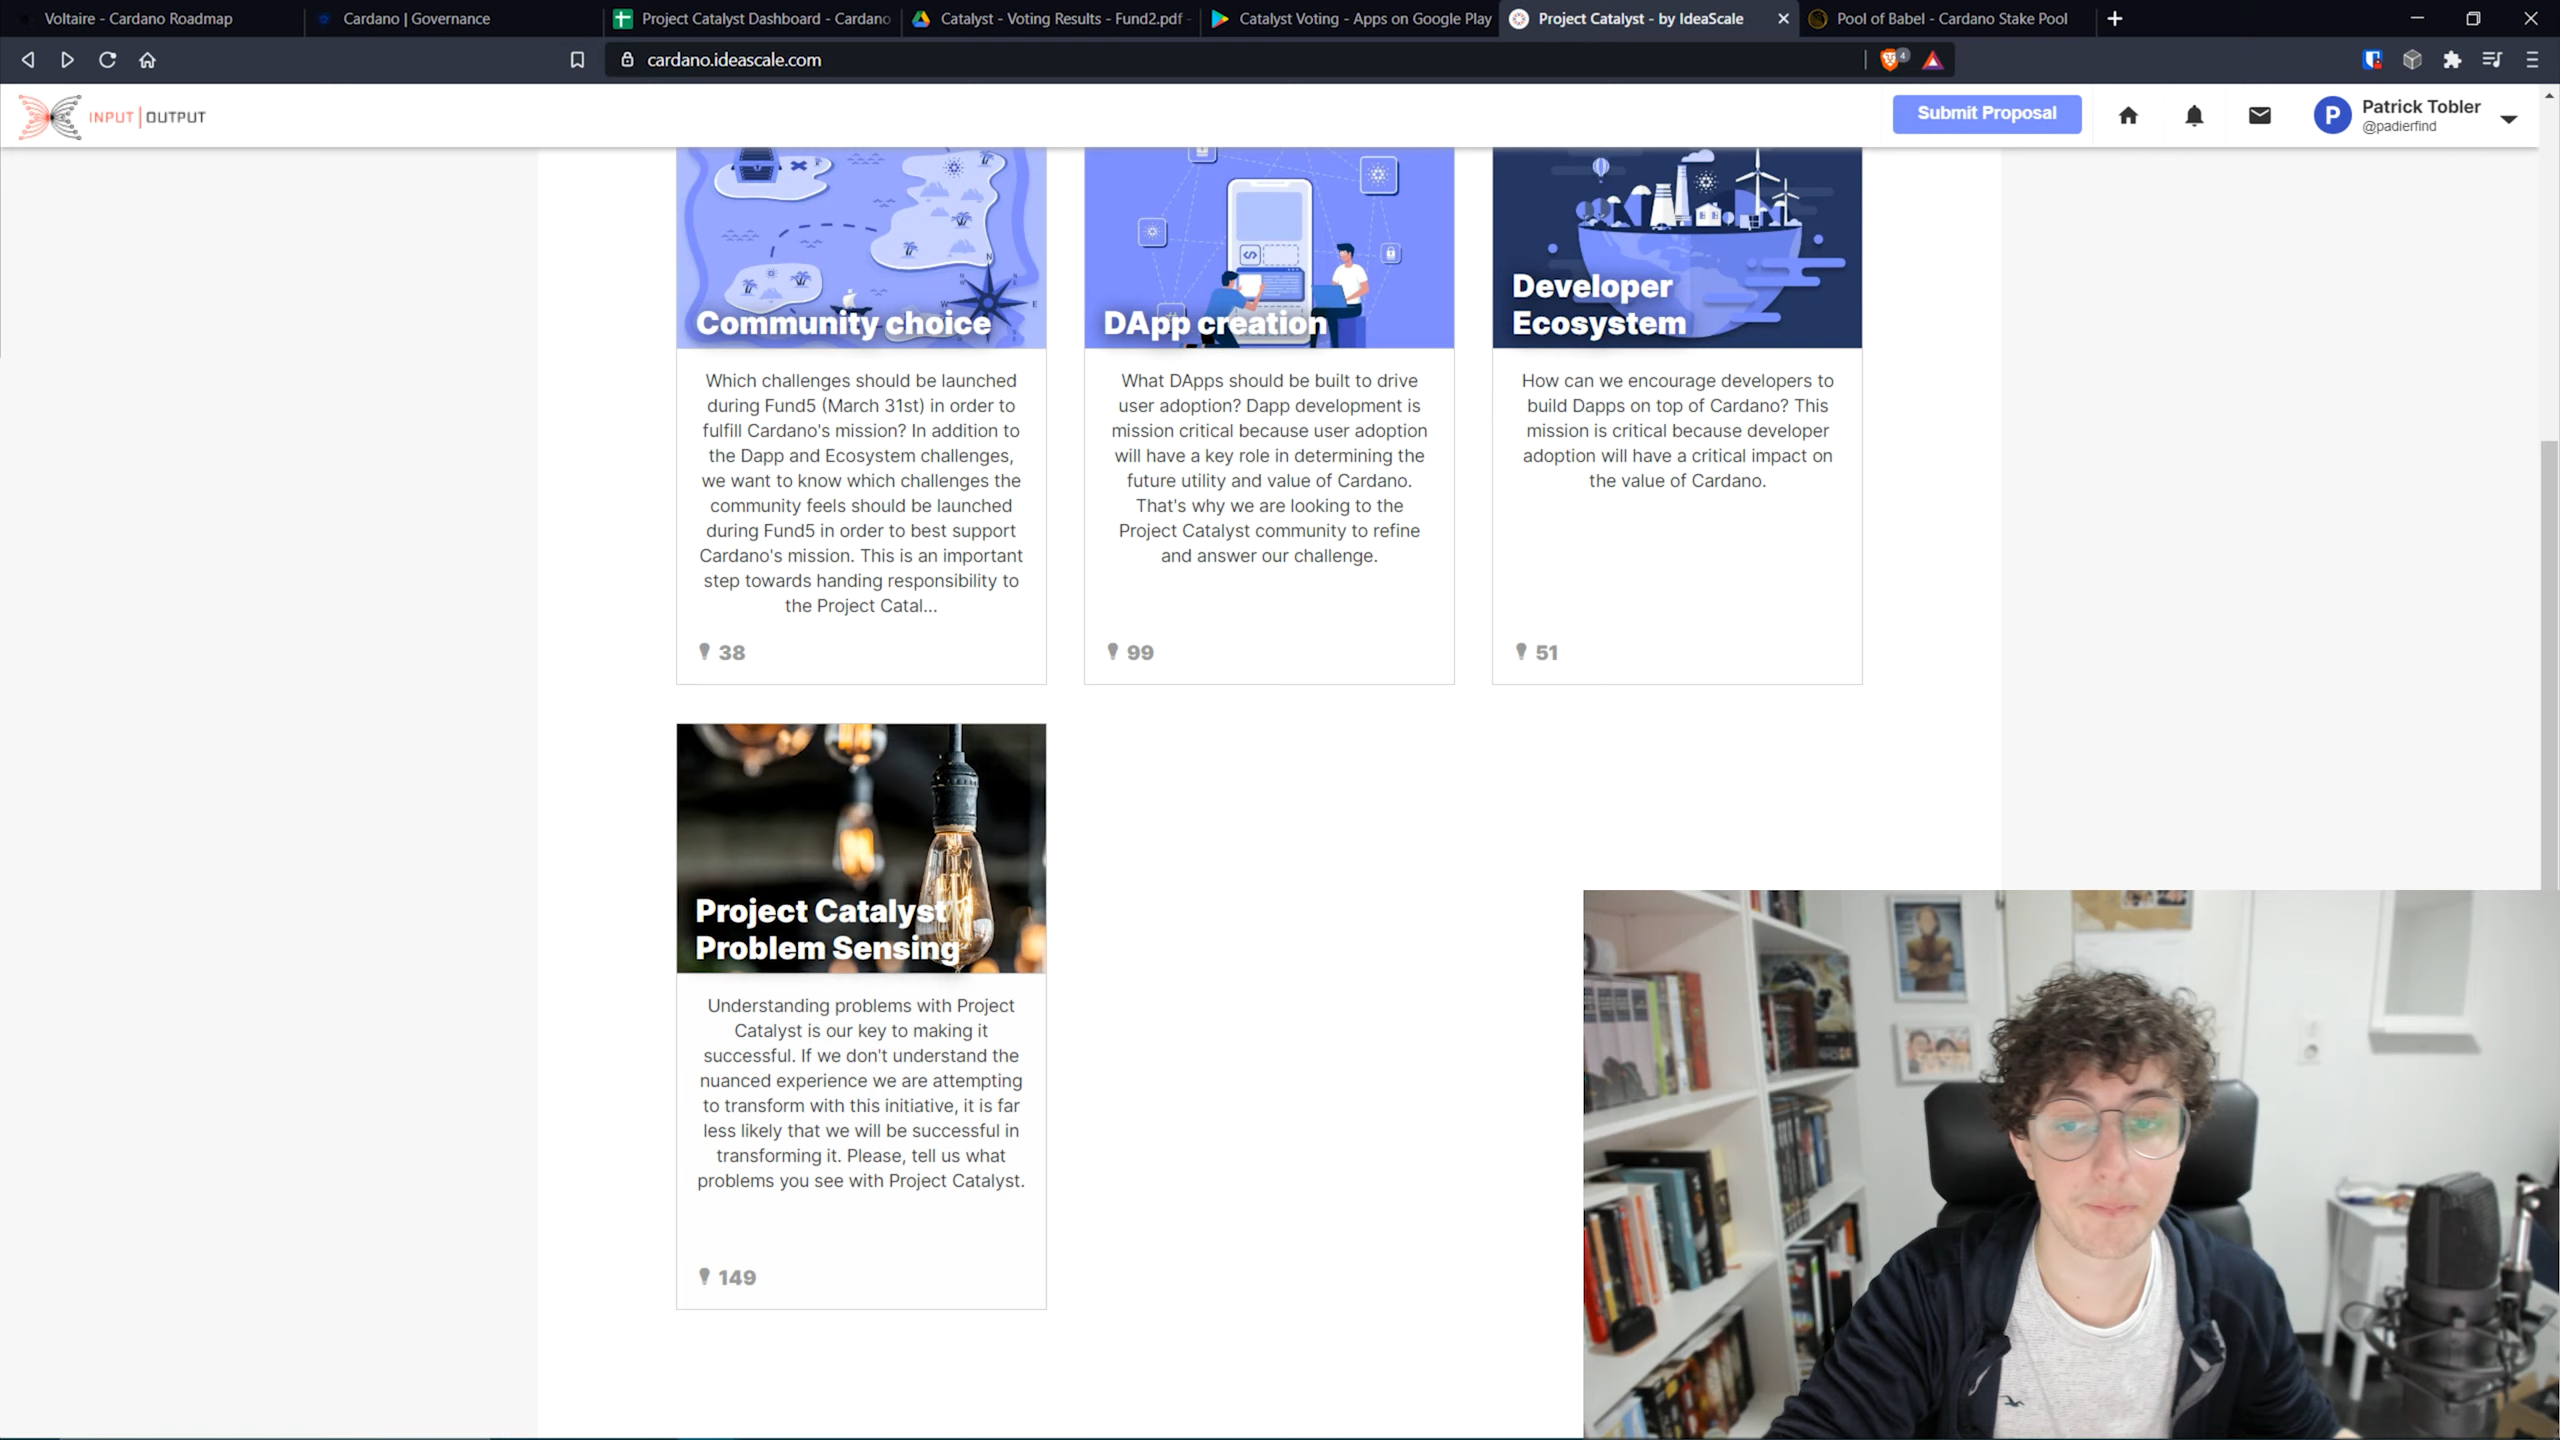 Voltaire - Cardano Roadmap
Cardano | Governance
Project Catalyst Dashboard - Cardano
Catalyst - Voting Results - Fund2.pdf -
Catalyst Voting - Apps on Google Play
Project Catalyst - by IdeaScale
Pool of Babel - Cardano Stake Pool
cardano.ideascale.com
4
INPUT | OUTPUT
Submit Proposal
P
Patrick Tobler
@padierfind
N
W
E
Community choice
Which challenges should be launched
during Fund5 (March 31st) in order to
fulfill Cardano's mission? In addition to
the Dapp and Ecosystem challenges,
we want to know which challenges the
community feels should be launched
during Fund5 in order to best support
Cardano's mission. This is an important
step towards handing responsibility to
the Project Catal...
38
DApp creation
What DApps should be built to drive
user adoption? Dapp development is
mission critical because user adoption
will have a key role in determining the
future utility and value of Cardano.
That's why we are looking to the
Project Catalyst community to refine
and answer our challenge.
99
Developer
Ecosystem
How can we encourage developers to
build Dapps on top of Cardano? This
mission is critical because developer
adoption will have a critical impact on
the value of Cardano.
51
Project Catalyst
Problem Sensing
Understanding problems with Project
Catalyst is our key to making it
successful. If we don't understand the
nuanced experience we are attempting
to transform with this initiative, it is far
less likely that we will be successful in
transforming it. Please, tell us what
problems you see with Project Catalyst.
149